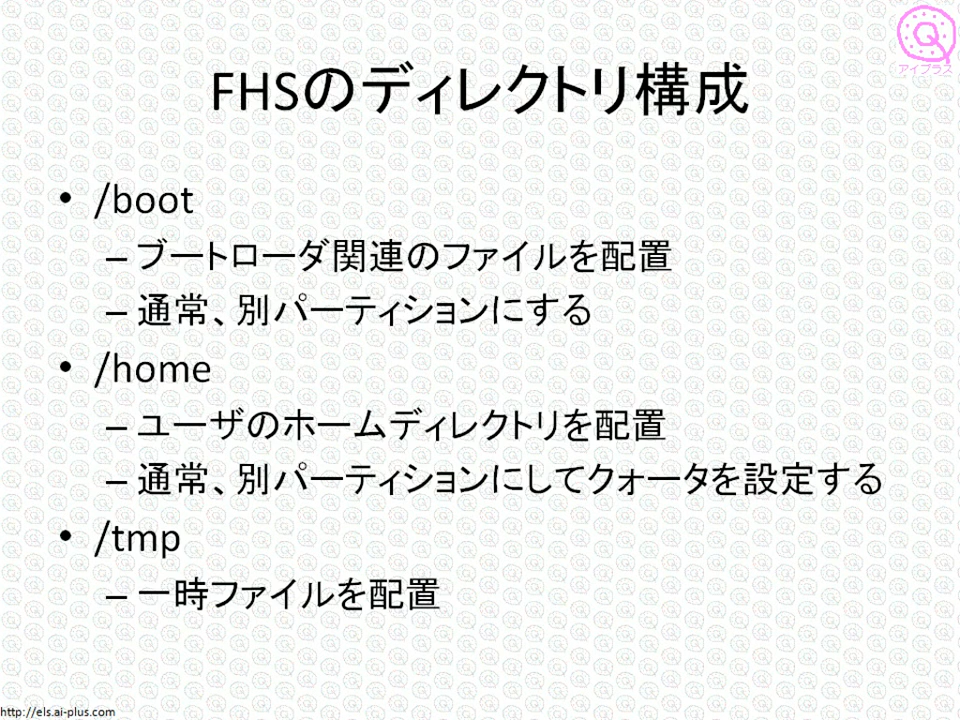 アイプラス
FHSのディレクトリ構成
• /boot
– ブートローダ関連のファイルを配置
– 通常、別パーティションにする
• /home
– ユーザのホームディレクトリを配置
– 通常、別パーティションにしてクォータを設定する
• /tmp
– 一時ファイルを配置
http://els.ai-plus.com